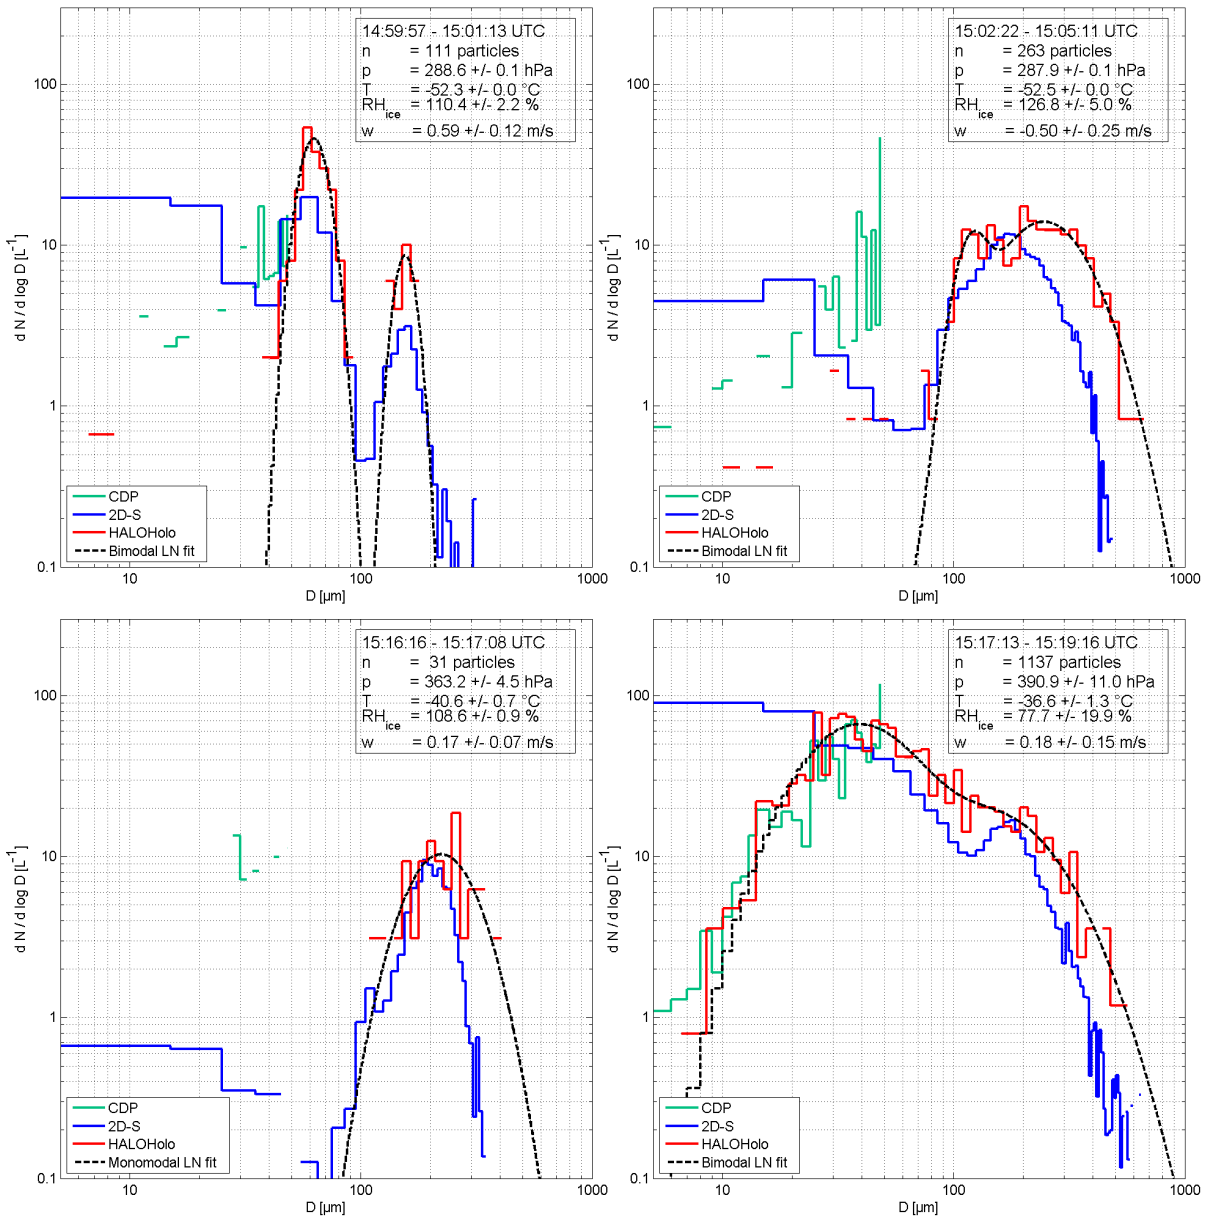 14:59:57 - 15:01:13 UTC
n = 111 particles
p = 288.6 +/- 0.1 hPa
T = -52.3 +/- 0.0 °C
RH_ice = 110.4 +/- 2.2 %
w = 0.59 +/- 0.12 m/s
100
10
1
0.1
d N / d log D [L^-1]
CDP
2D-S
HALOHolo
Bimodal LN fit
10 100 1000
D [µm]
15:02:22 - 15:05:11 UTC
n = 263 particles
p = 287.9 +/- 0.1 hPa
T = -52.5 +/- 0.0 °C
RH_ice = 126.8 +/- 5.0 %
w = -0.50 +/- 0.25 m/s
100
10
1
0.1
d N / d log D [L^-1]
CDP
2D-S
HALOHolo
Bimodal LN fit
10 100 1000
D [µm]
15:16:16 - 15:17:08 UTC
n = 31 particles
p = 363.2 +/- 4.5 hPa
T = -40.6 +/- 0.7 °C
RH_ice = 108.6 +/- 0.9 %
w = 0.17 +/- 0.07 m/s
100
10
1
0.1
d N / d log D [L^-1]
CDP
2D-S
HALOHolo
Monomodal LN fit
10 100 1000
D [µm]
15:17:13 - 15:19:16 UTC
n = 1137 particles
p = 390.9 +/- 11.0 hPa
T = -36.6 +/- 1.3 °C
RH_ice = 77.7 +/- 19.9 %
w = 0.18 +/- 0.15 m/s
100
10
1
0.1
d N / d log D [L^-1]
CDP
2D-S
HALOHolo
Bimodal LN fit
10 100 1000
D [µm]